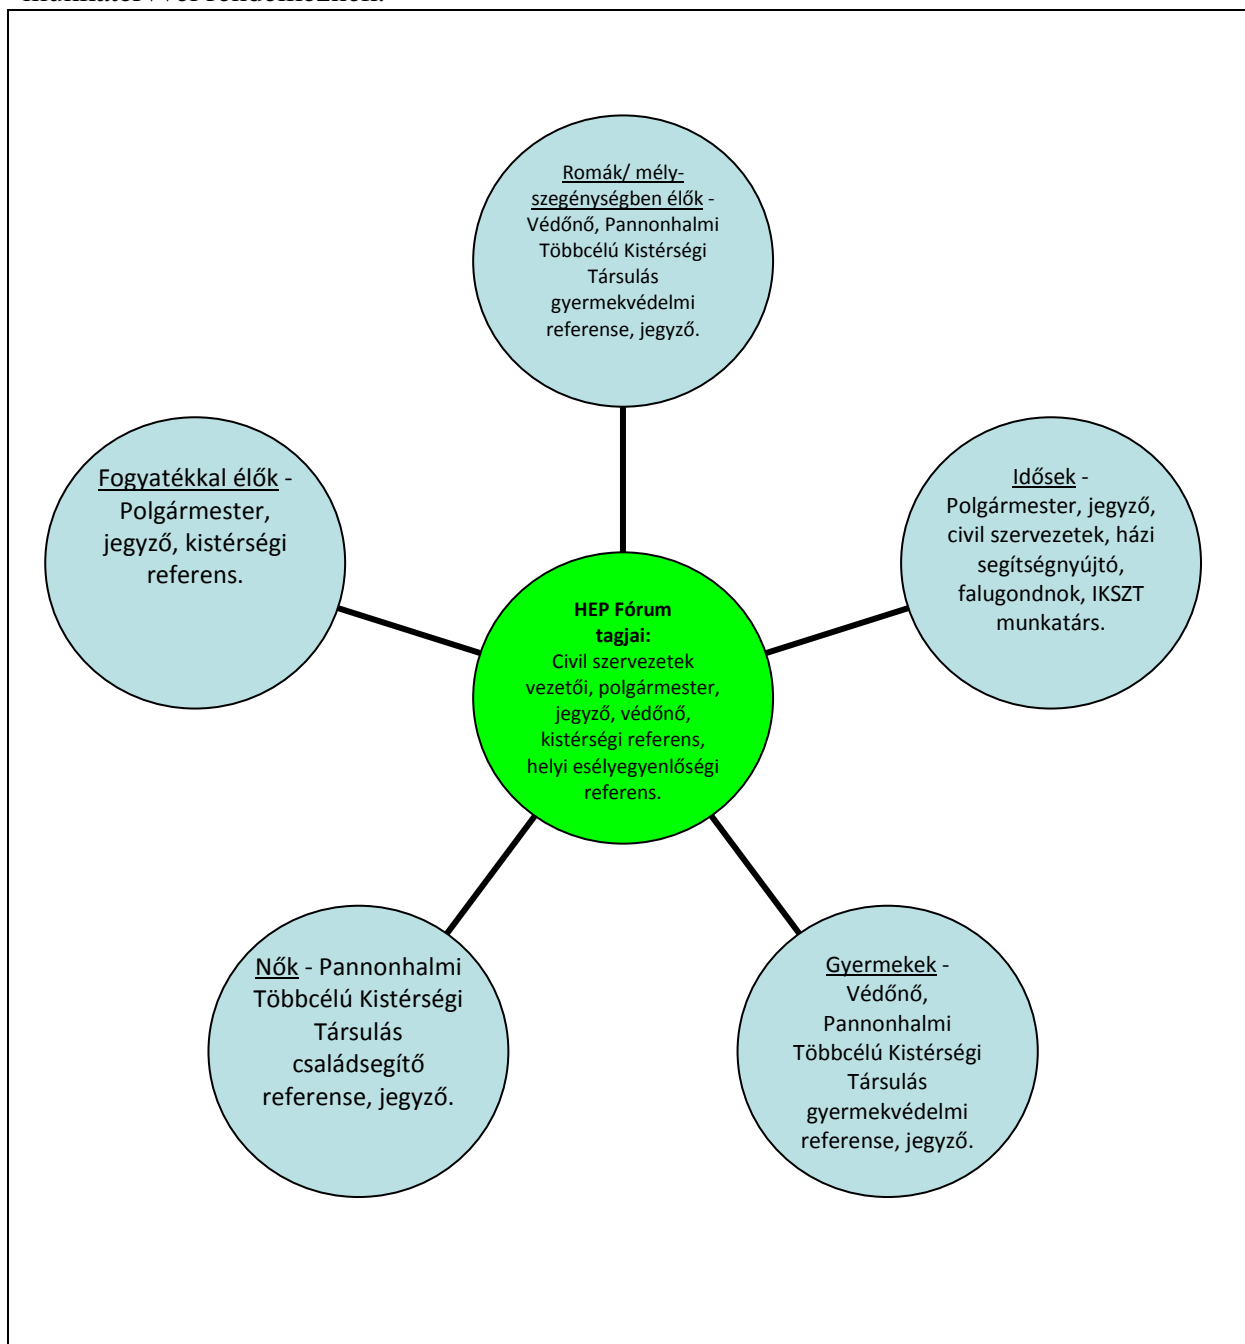 Romák/ mély-
szegénységben élők -
Védőnő, Pannonhalmi
Többcélú Kistérségi
Társulás
gyermekvédelmi
referense, jegyző.
Fogyatékkal élők -
Polgármester,
jegyző, kistérségi
referens.
Idősek -
Polgármester, jegyző,
civil szervezetek, házi
segítségnyújtó,
falugondnok, IKSZT
munkatárs.
HEP Fórum
tagjai:
Civil szervezetek
vezetői, polgármester,
jegyző, védőnő,
kistérségi referens,
helyi esélyegyenlőségi
referens.
Nők - Pannonhalmi
Többcélú Kistérségi
Társulás
családsegítő
referense, jegyző.
Gyermekek -
Védőnő,
Pannonhalmi
Többcélú Kistérségi
Társulás
gyermekvédelmi
referense, jegyző.